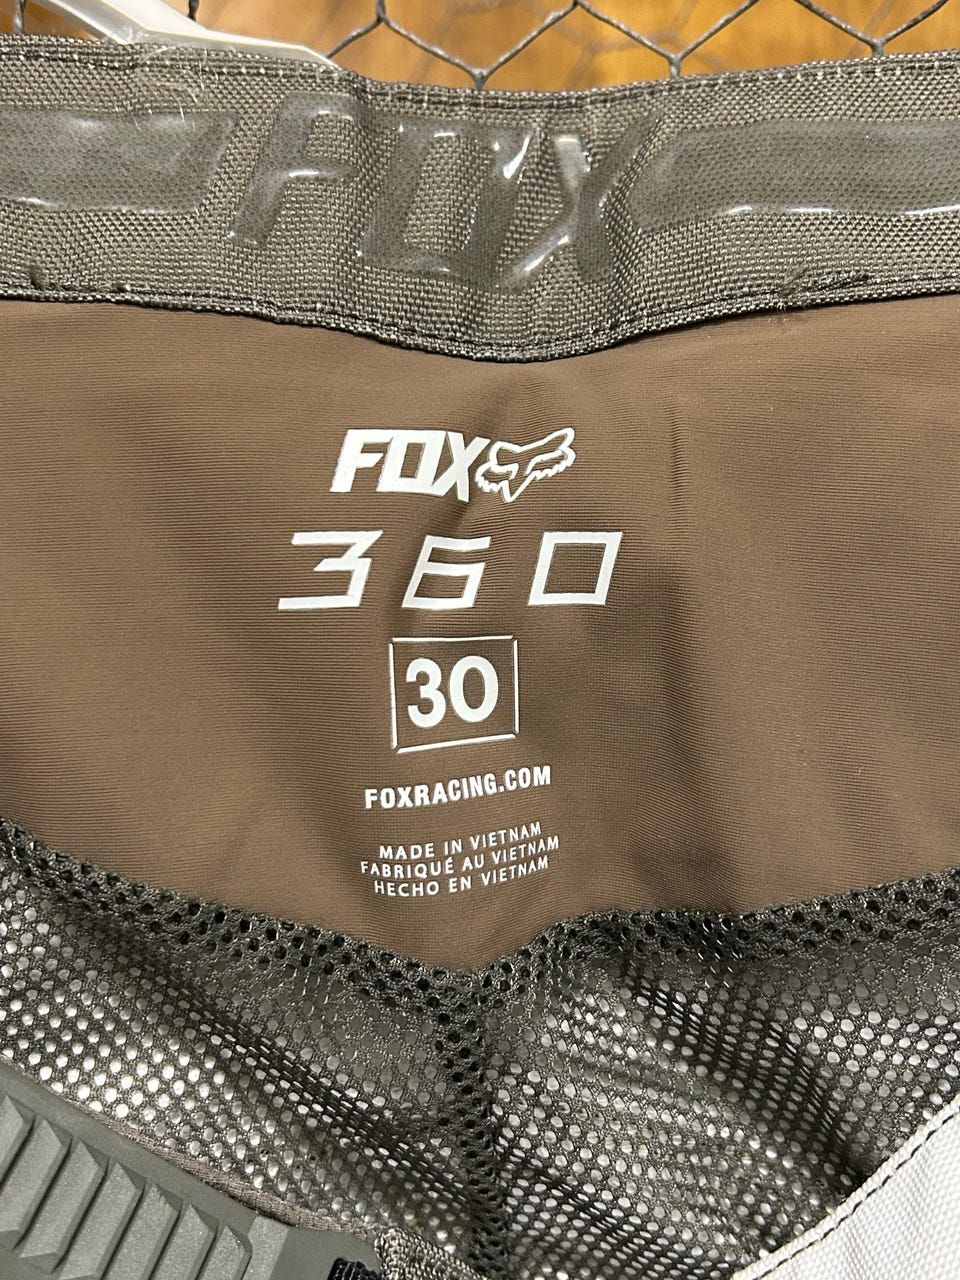 FOX
FOX
360
30
FOXRACING.COM
MADE IN VIETNAM
FABRIQUÉ AU VIETNAM
HECHO EN VIETNAM